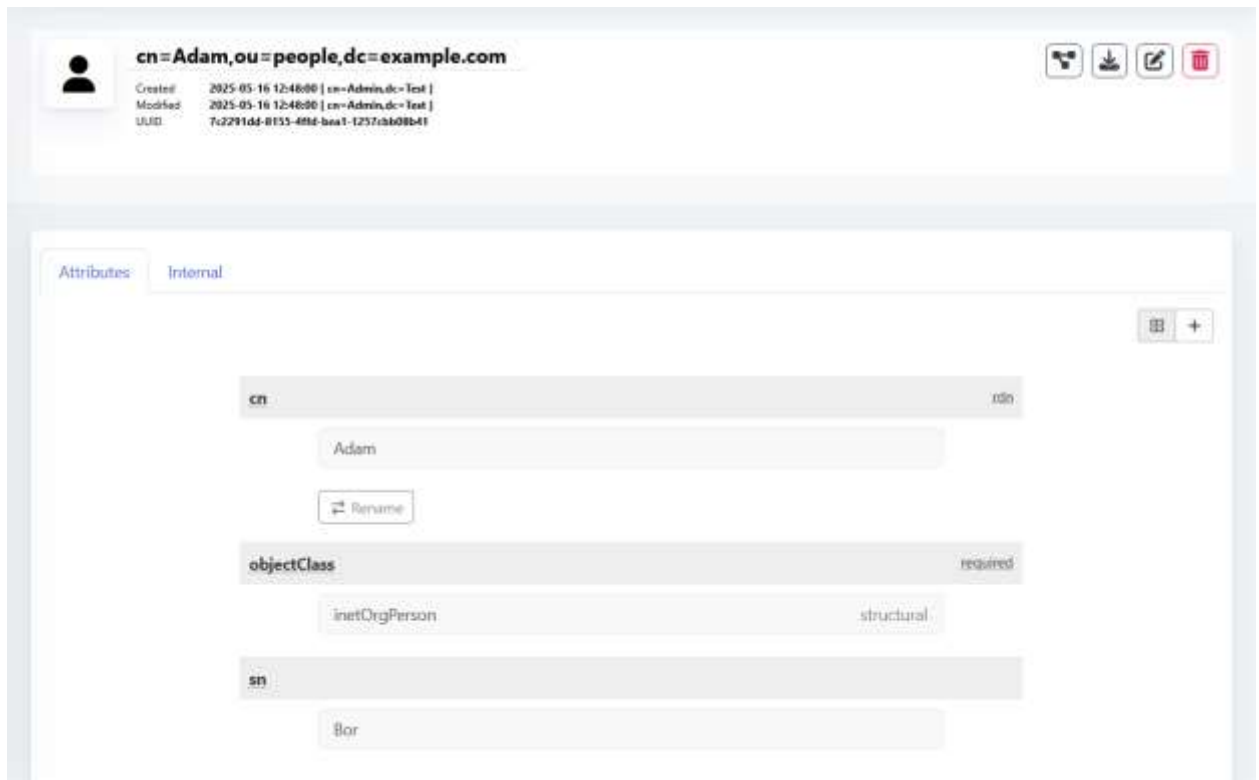 cn=Adam,ou=people,dc=example.com
Created 2025-05-16 12:48:00 [ cn=Admin,dc=Test ]
Modified 2025-05-16 12:48:00 [ cn=Admin,dc=Test ]
UUID
Attributes Internal
cn rdn
Adam
Rename
objectClass required
inetOrgPerson structural
sn
Bor